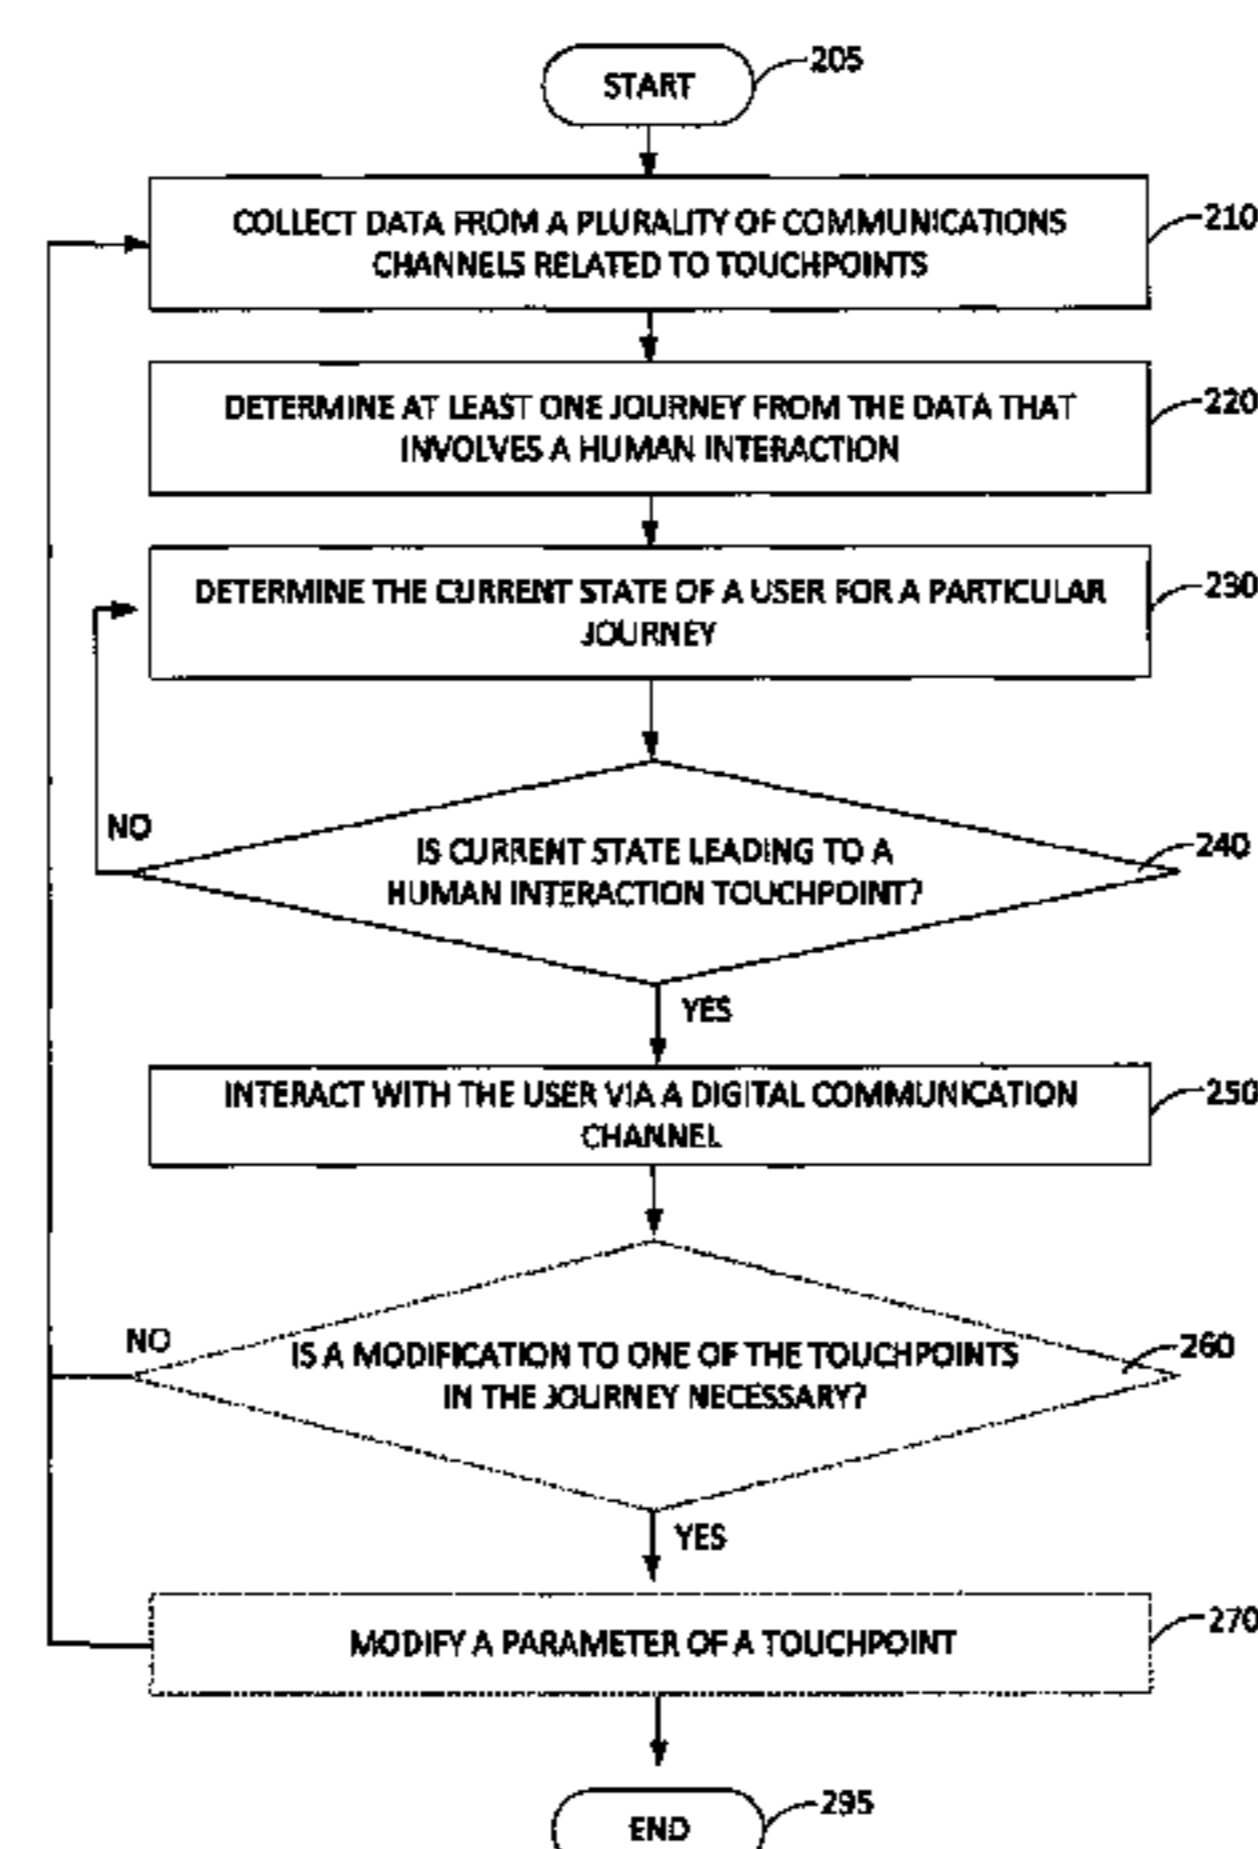 START
205
COLLECT DATA FROM A PLURALITY OF COMMUNICATIONS
CHANNELS RELATED TO TOUCHPOINTS
210
DETERMINE AT LEAST ONE JOURNEY FROM THE DATA THAT
INVOLVES A HUMAN INTERACTION
220
DETERMINE THE CURRENT STATE OF A USER FOR A PARTICULAR
JOURNEY
230
NO
IS CURRENT STATE LEADING TO A
HUMAN INTERACTION TOUCHPOINT?
240
YES
INTERACT WITH THE USER VIA A DIGITAL COMMUNICATION
CHANNEL
250
NO
IS A MODIFICATION TO ONE OF THE TOUCHPOINTS
IN THE JOURNEY NECESSARY?
260
YES
MODIFY A PARAMETER OF A TOUCHPOINT
270
END
295